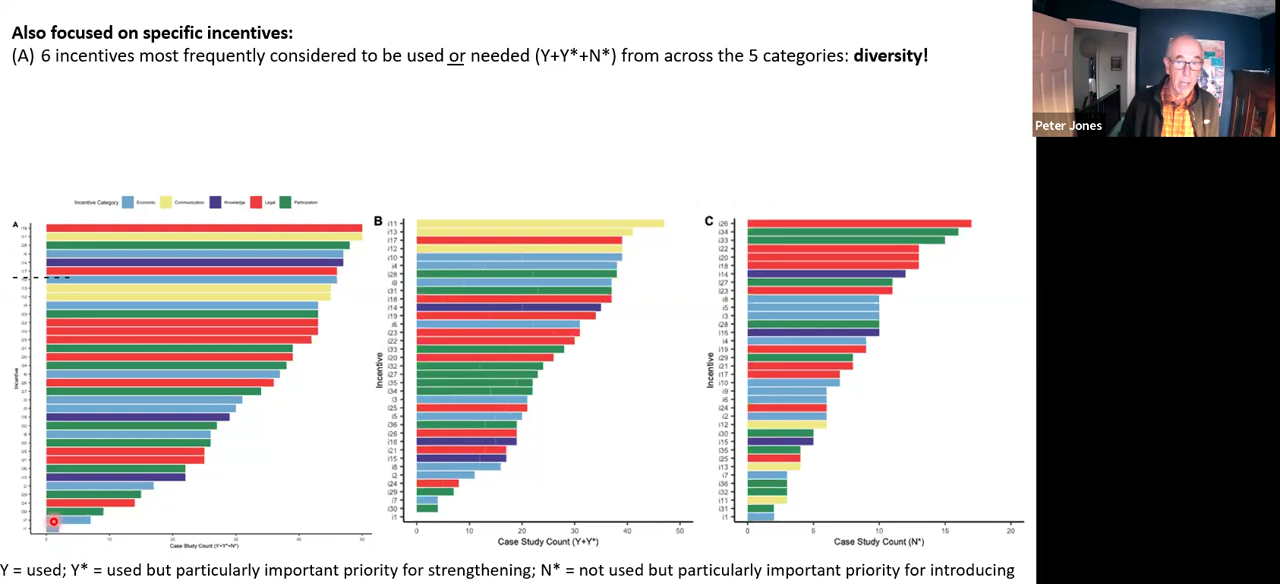 Also focused on specific incentives:
(A) 6 incentives most frequently considered to be used or needed (Y+Y*+N*) from across the 5 categories: diversity!
Peter Jones
Incentive Category Economic Communication Knowledge Legal Participation
A
Incentive
0 10 20 30 40 50
Case Study Count (Y+Y*+N*)
B
i11
i13
i17
i12
i10
i4
i28
i9
i31
i18
i14
i19
i6
i23
i22
i33
i20
i32
i27
i35
i34
i3
i25
i5
i36
i26
i16
i21
i15
i8
i2
i24
i29
i7
i30
i1
Incentive
0 10 20 30 40 50
Case Study Count (Y+Y*)
C
i26
i34
i33
i22
i20
i18
i14
i27
i23
i8
i5
i3
i28
i16
i4
i19
i29
i21
i17
i10
i9
i6
i24
i2
i12
i30
i15
i35
i25
i13
i7
i36
i32
i11
i31
i1
Incentive
0 5 10 15 20
Case Study Count (N*)
Y = used; Y* = used but particularly important priority for strengthening; N* = not used but particularly important priority for introducing